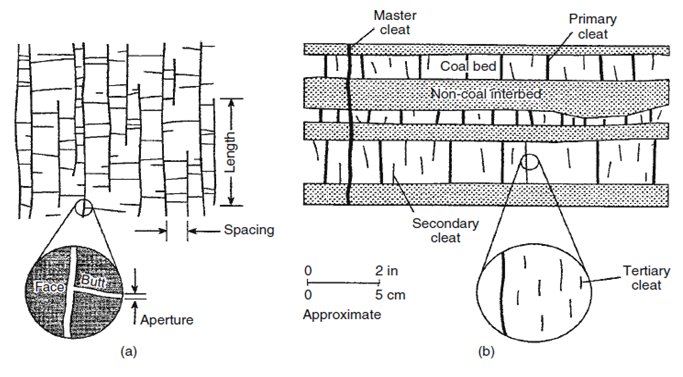 Length
Spacing
Face
Butt
Aperture
(a)
Master
cleat
Primary
cleat
Coal bed
Non-coal interbed
Secondary
cleat
0 2 in
0 5 cm
Approximate
Tertiary
cleat
(b)